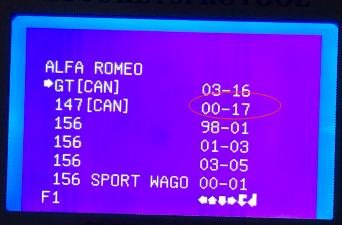 ALFA ROMEO
GT[CAN] 03-16
147[CAN] 00-17
156 98-01
156 01-03
156 03-05
156 SPORT WAGO 00-01
F1